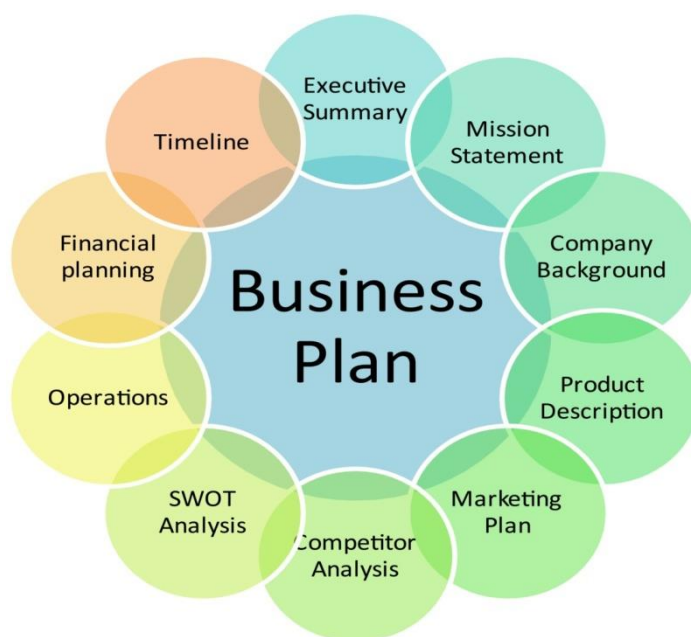 Executive
Summary
Mission
Statement
Company
Background
Product
Description
Marketing
Plan
Competitor
Analysis
SWOT
Analysis
Operations
Financial
planning
Timeline
Business
Plan